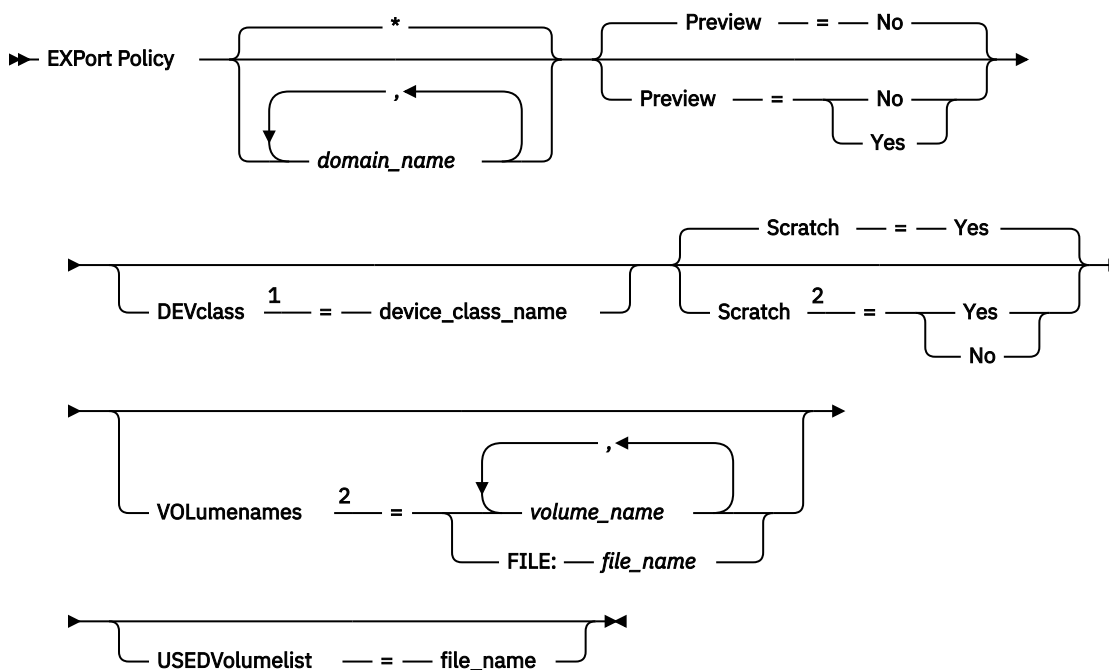 *
Preview = No
EXPort Policy
,
domain_name
Preview = No
Yes
Scratch = Yes
DEVclass 1 = device_class_name
Scratch 2 = Yes
No
,
VOLumenames 2 = volume_name
FILE: file_name
USEDVolumelist = file_name